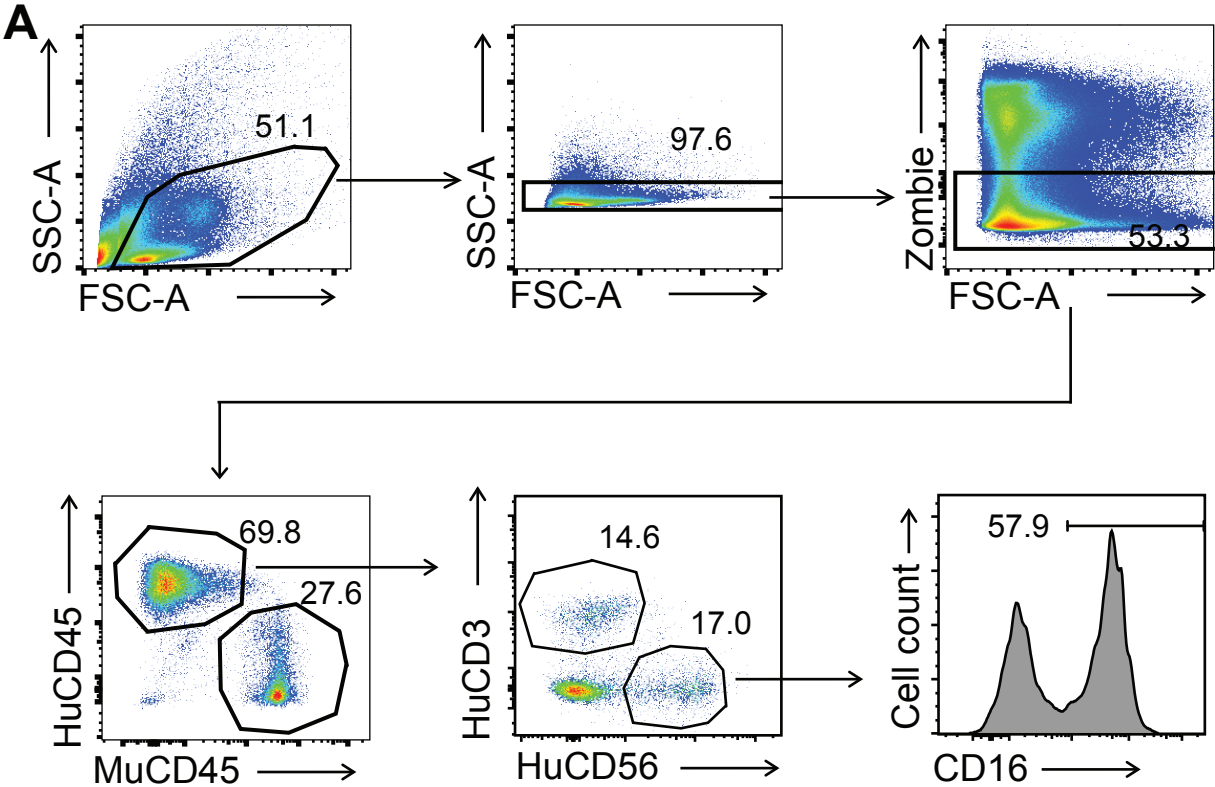 A
51.1
SSC-A
FSC-A
97.6
SSC-A
FSC-A
53.3
Zombie
FSC-A
69.8
27.6
HuCD45
MuCD45
14.6
17.0
HuCD3
HuCD56
57.9
Cell count
CD16